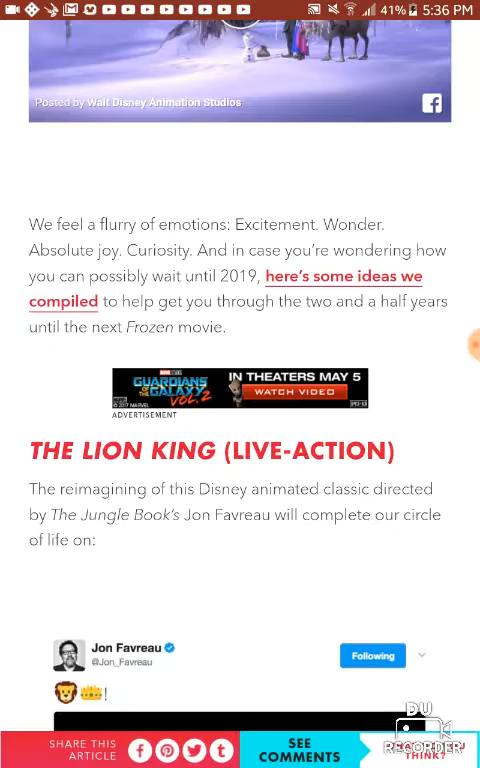 41% 5:36 PM
Posted by Walt Disney Animation Studios
We feel a flurry of emotions: Excitement. Wonder.
Absolute joy. Curiosity. And in case you're wondering how
you can possibly wait until 2019, here's some ideas we
compiled to help get you through the two and a half years
until the next Frozen movie.
GUARDIANS
OF THE
GALAXY
VOL. 2
IN THEATERS MAY 5
WATCH VIDEO
ADVERTISEMENT
THE LION KING (LIVE-ACTION)
The reimagining of this Disney animated classic directed
by The Jungle Book's Jon Favreau will complete our circle
of life on:
Jon Favreau
@Jon_Favreau
Following
🦁👑!
SHARE THIS
ARTICLE
SEE
COMMENTS
THINK?
DU
RECORDER